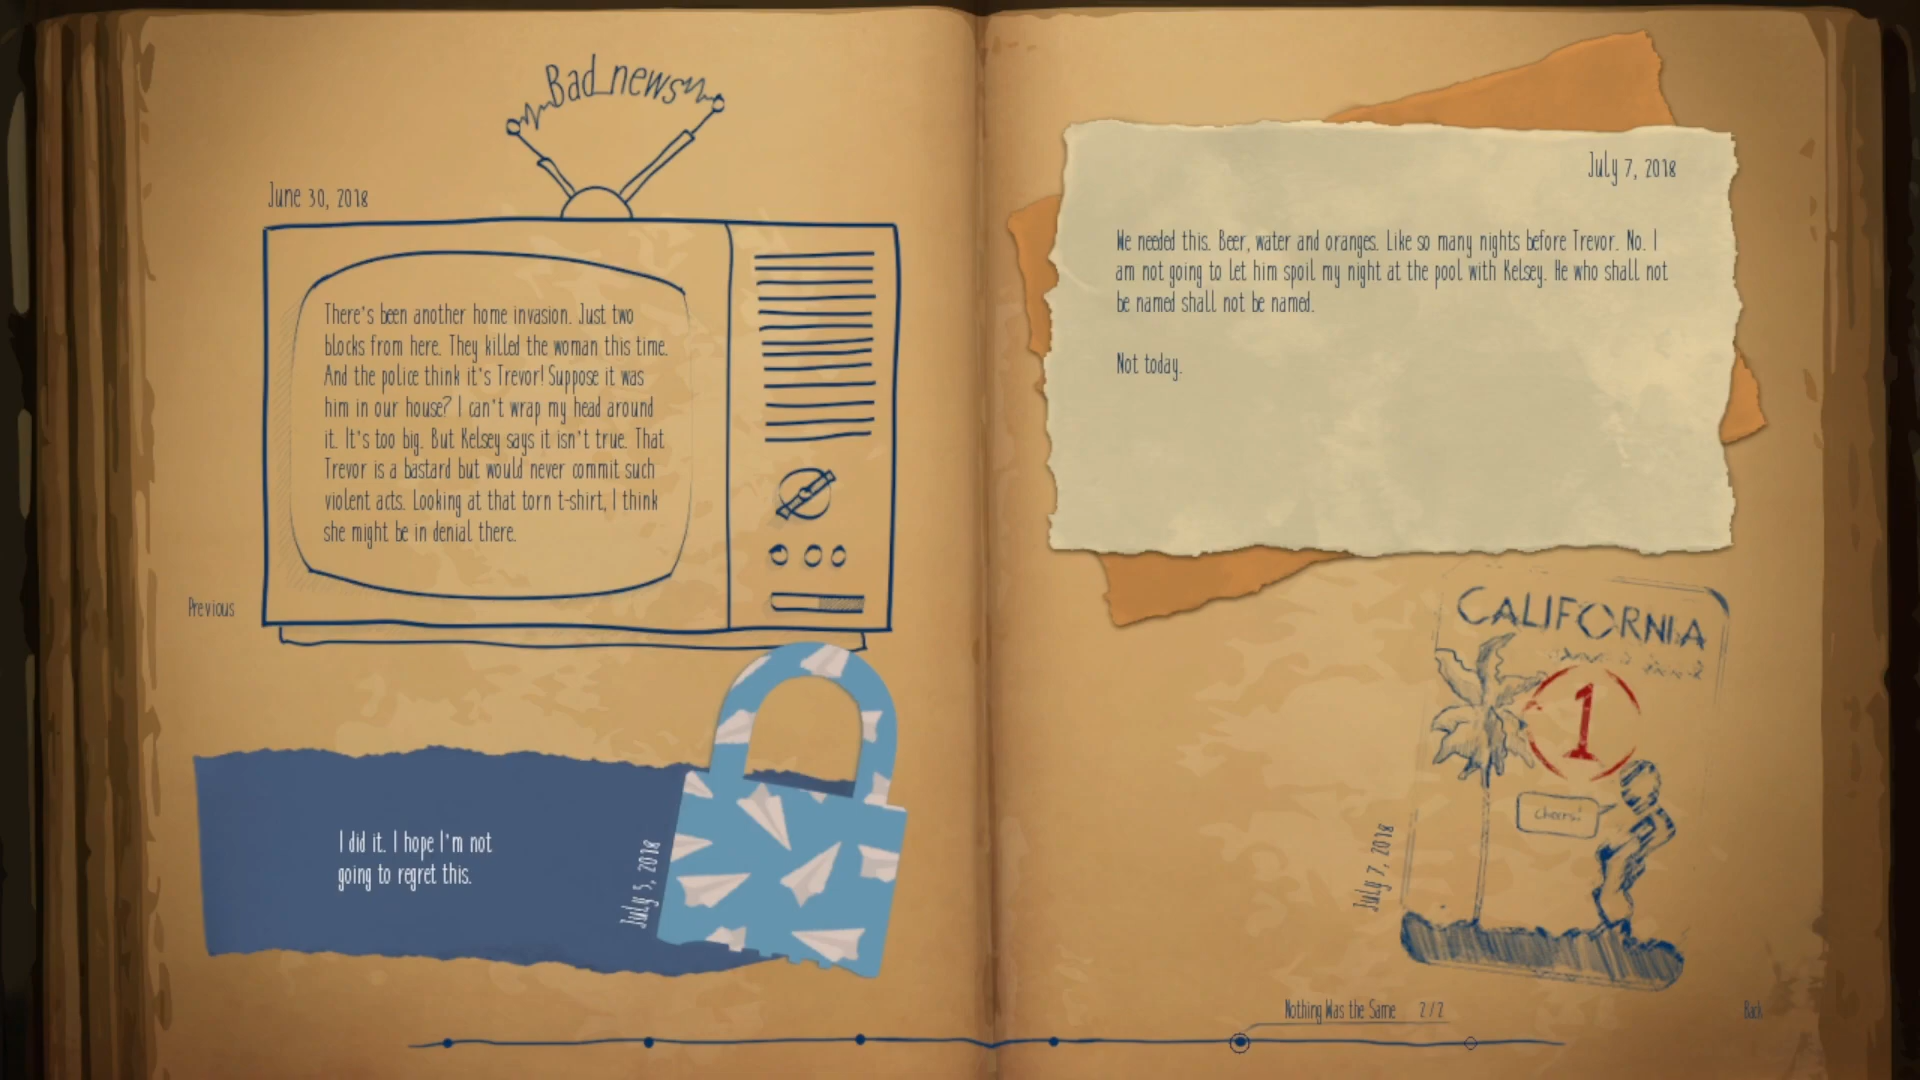 Bad news
June 30, 2018
There's been another home invasion. Just two
blocks from here. They killed the woman this time.
And the police think it's Trevor! Suppose it was
him in our house? I can't wrap my head around
it. It's too big. But Kelsey says it isn't true. That
Trevor is a bastard but would never commit such
violent acts. Looking at that torn t-shirt, I think
she might be in denial there.
Previous
I did it. I hope I'm not
going to regret this.
July 5, 2018
July 7, 2018
We needed this. Beer, water and oranges. Like so many nights before Trevor. No. I
am not going to let him spoil my night at the pool with Kelsey. He who shall not
be named shall not be named.
Not today.
CALIFORNIA
1
cheers!
July 7, 2018
Nothing Was the Same 2/2
Back